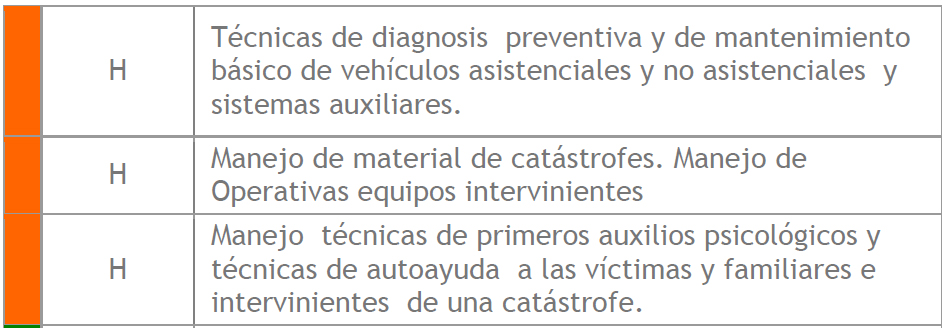 H
Técnicas de diagnosis preventiva y de mantenimiento
básico de vehículos asistenciales y no asistenciales y
sistemas auxiliares.
H
Manejo de material de catástrofes. Manejo de
Operativas equipos intervinientes
H
Manejo técnicas de primeros auxilios psicológicos y
técnicas de autoayuda a las víctimas y familiares e
intervinientes de una catástrofe.